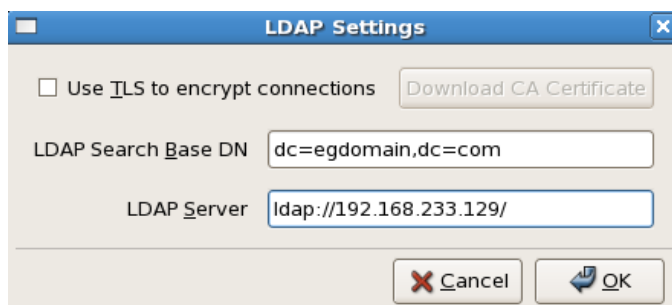 LDAP Settings
Use TLS to encrypt connections Download CA Certificate
LDAP Search Base DN dc=egdomain,dc=com
LDAP Server ldap://192.168.233.129/
Cancel OK